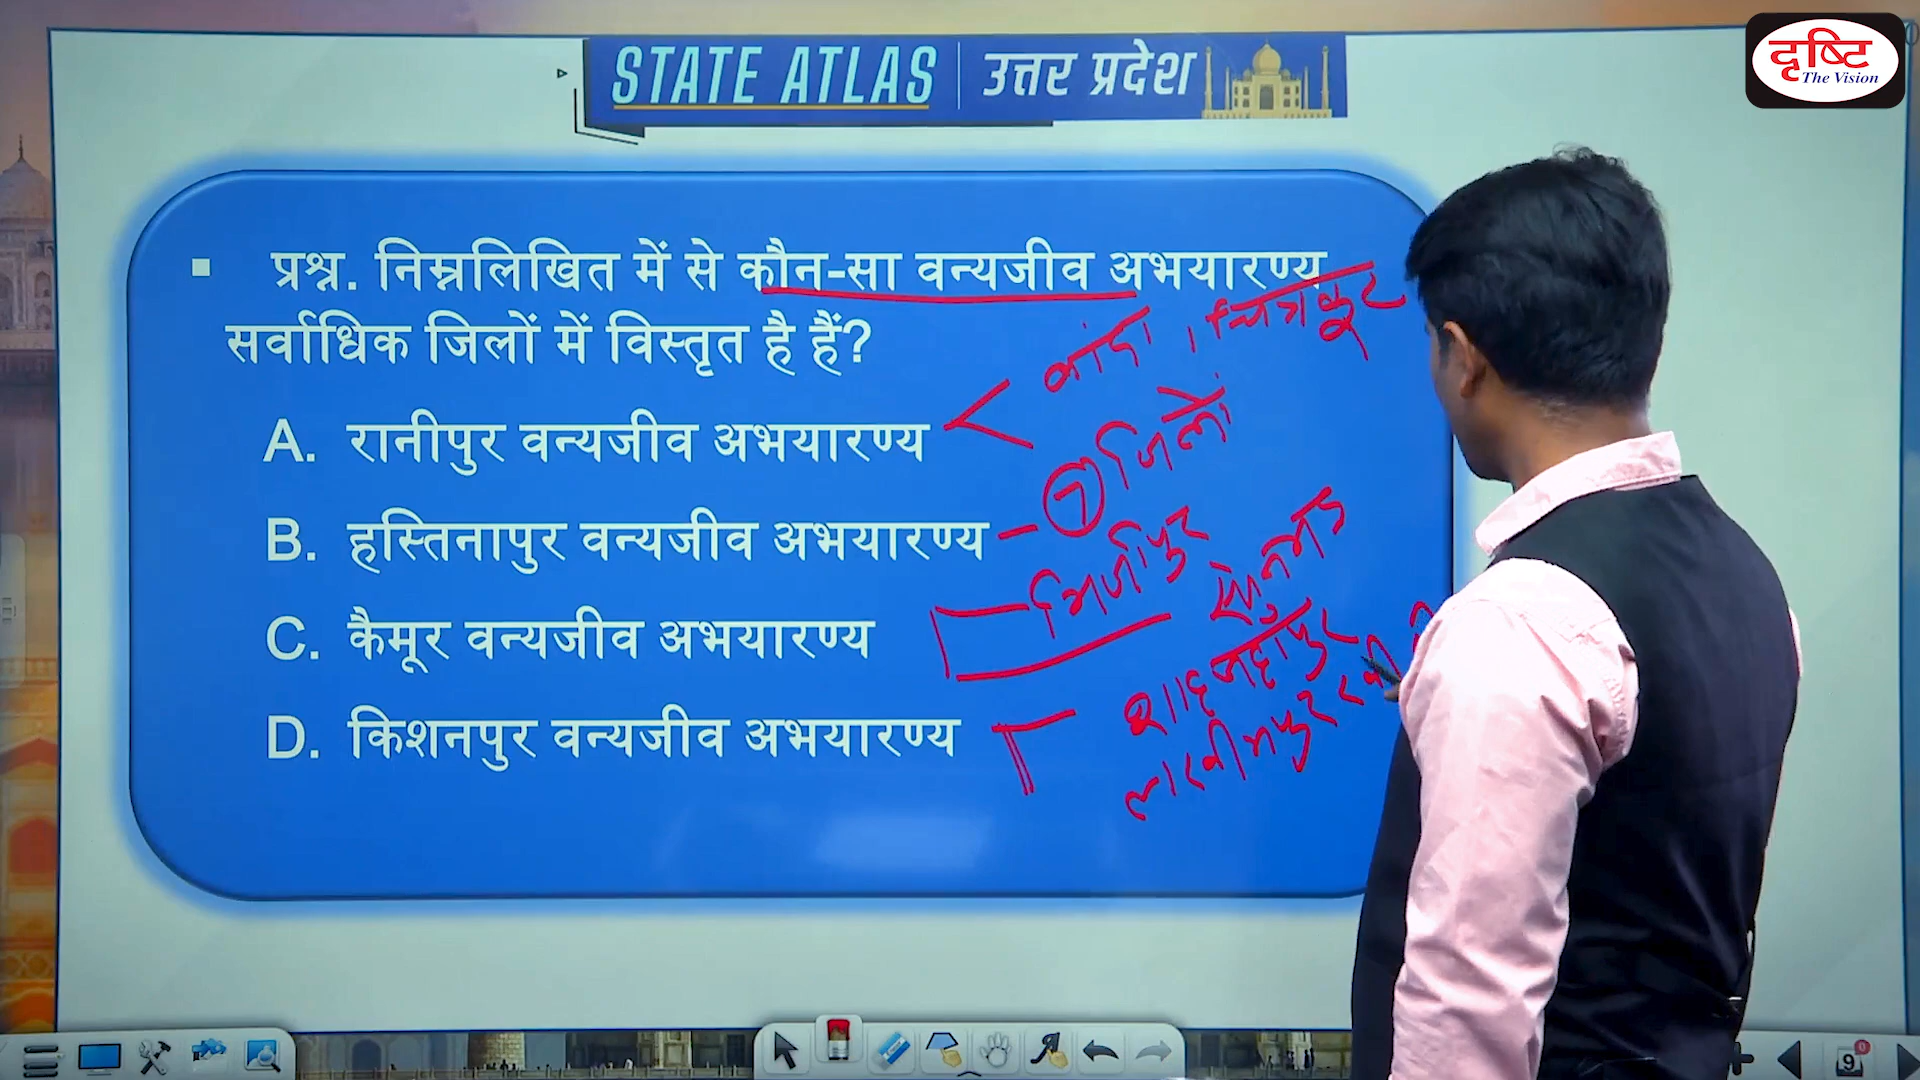 STATE ATLAS | उत्तर प्रदेश
दृष्टि
The Vision
प्रश्न. निम्नलिखित में से कौन-सा वन्यजीव अभयारण्य
सर्वाधिक जिलों में विस्तृत है हैं?
बांदा, चित्रकूट
A. रानीपुर वन्यजीव अभयारण्य
7 जिलों
B. हस्तिनापुर वन्यजीव अभयारण्य
मिर्जापुर
सोनभद्र
C. कैमूर वन्यजीव अभयारण्य
शाहजहांपुर
D. किशनपुर वन्यजीव अभयारण्य
लखीमपुर खीरी
9
0